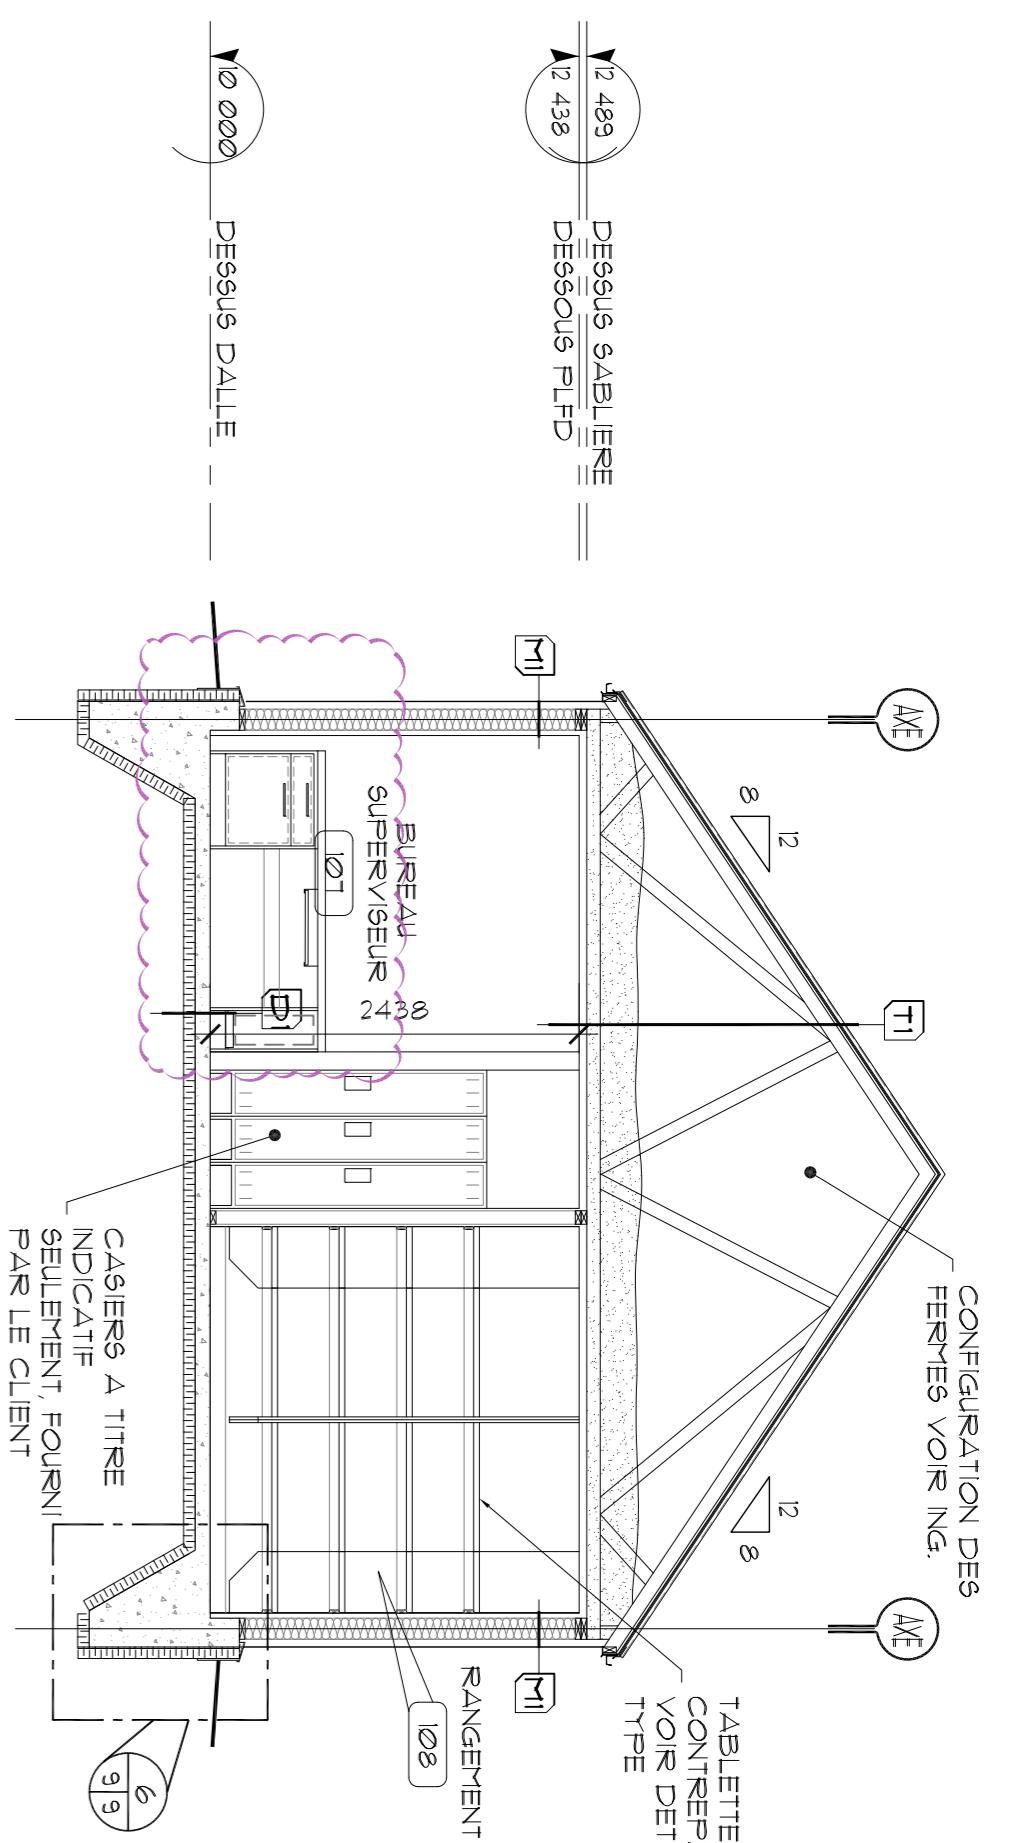 AXE
AXE
CONFIGURATION DES
FERMES VOIR ING.
12
8
12
8
T1
12 489
DESSUS SABLIERE
12 438
DESSOUS PLFD
M1
M1
TABLETTE
CONTREP.
VOIR DET
TYPE
BUREAU
SUPERVISEUR
107
2438
D1
RANGEMENT
108
10 000
DESSUS DALLE
CASIERS A TITRE
INDICATIF
SEULEMENT, FOURNI
PAR LE CLIENT
6
9
9